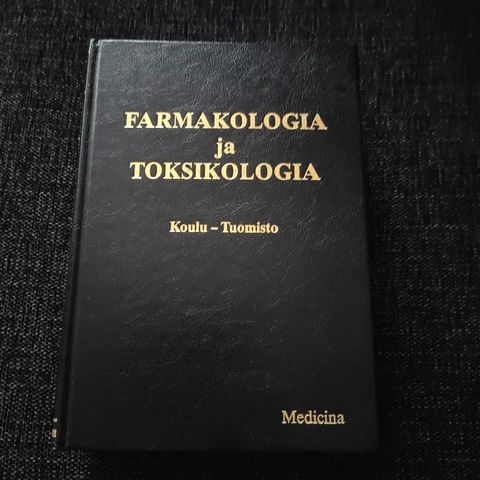 FARMAKOLOGIA
ja
TOKSIKOLOGIA
Koulu – Tuomisto
Medicina